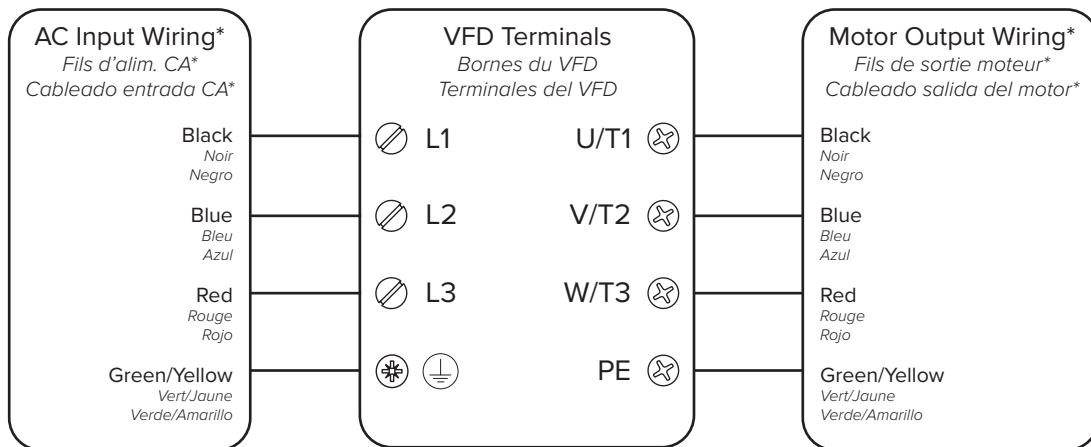 AC Input Wiring*
Fils d'alim. CA*
Cableado entrada CA*
Black
Noir
Negro
Blue
Bleu
Azul
Red
Rouge
Rojo
Green/Yellow
Vert/Jaune
Verde/Amarillo
VFD Terminals
Bornes du VFD
Terminales del VFD
L1
U/T1
L2
V/T2
L3
W/T3
PE
Motor Output Wiring*
Fils de sortie moteur*
Cableado salida del motor*
Black
Noir
Negro
Blue
Bleu
Azul
Red
Rouge
Rojo
Green/Yellow
Vert/Jaune
Verde/Amarillo